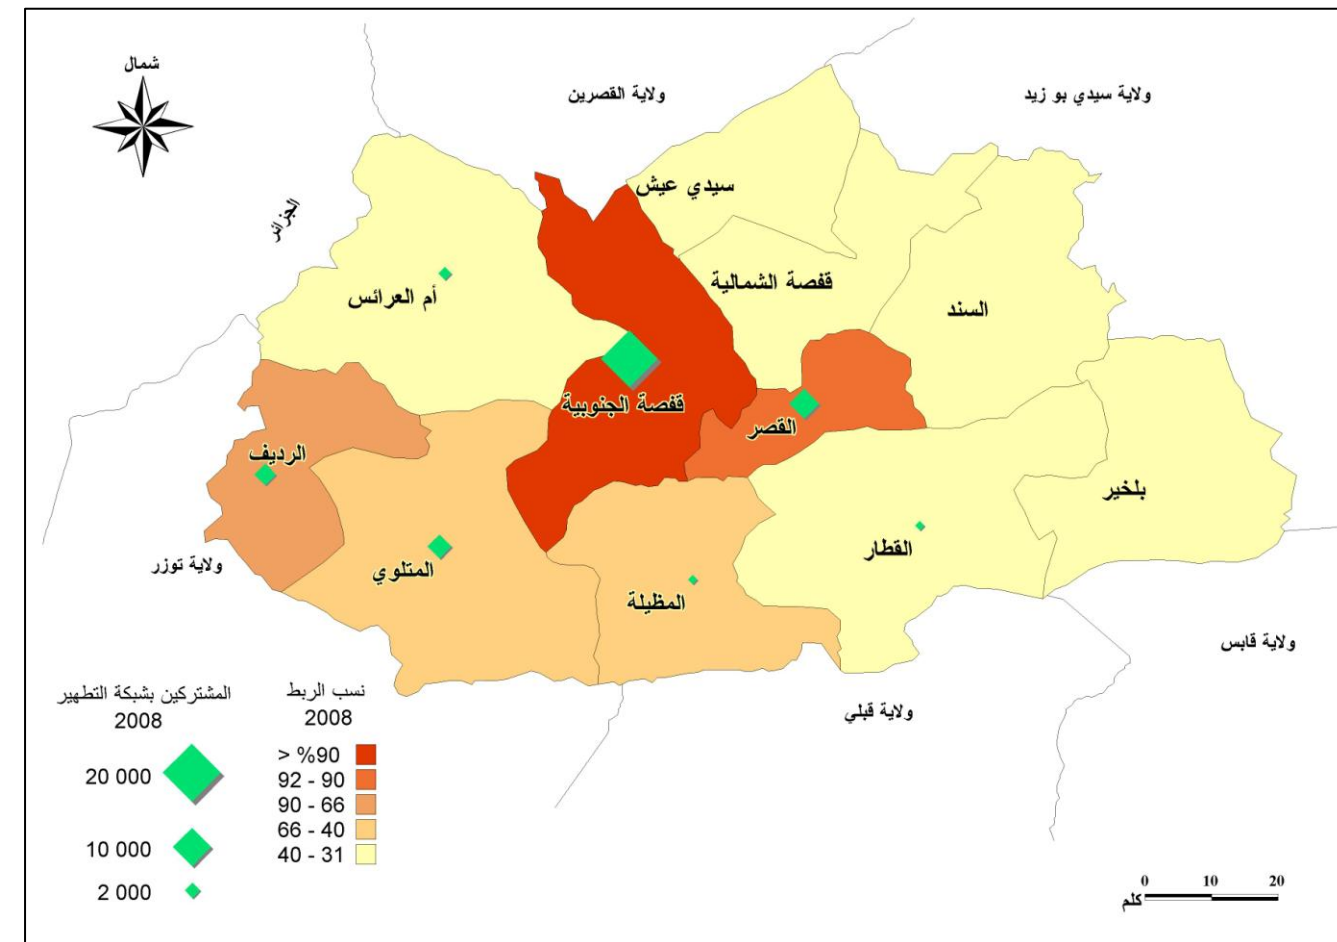 شمال
ولاية القصرين
ولاية سيدي بو زيد
الجزائر
سيدي عيش
قفصة الشمالية
أم العرائس
السند
قفصة الجنوبية
القصر
الرديف
بلخير
المتلوي
القطار
المظيلة
ولاية توزر
ولاية قابس
ولاية قبلي
نسب الربط
2008
> %90
92 - 90
90 - 66
66 - 40
40 - 31
المشتركين بشبكة التطهير
2008
20 000
10 000
2 000
0 10 20
كلم